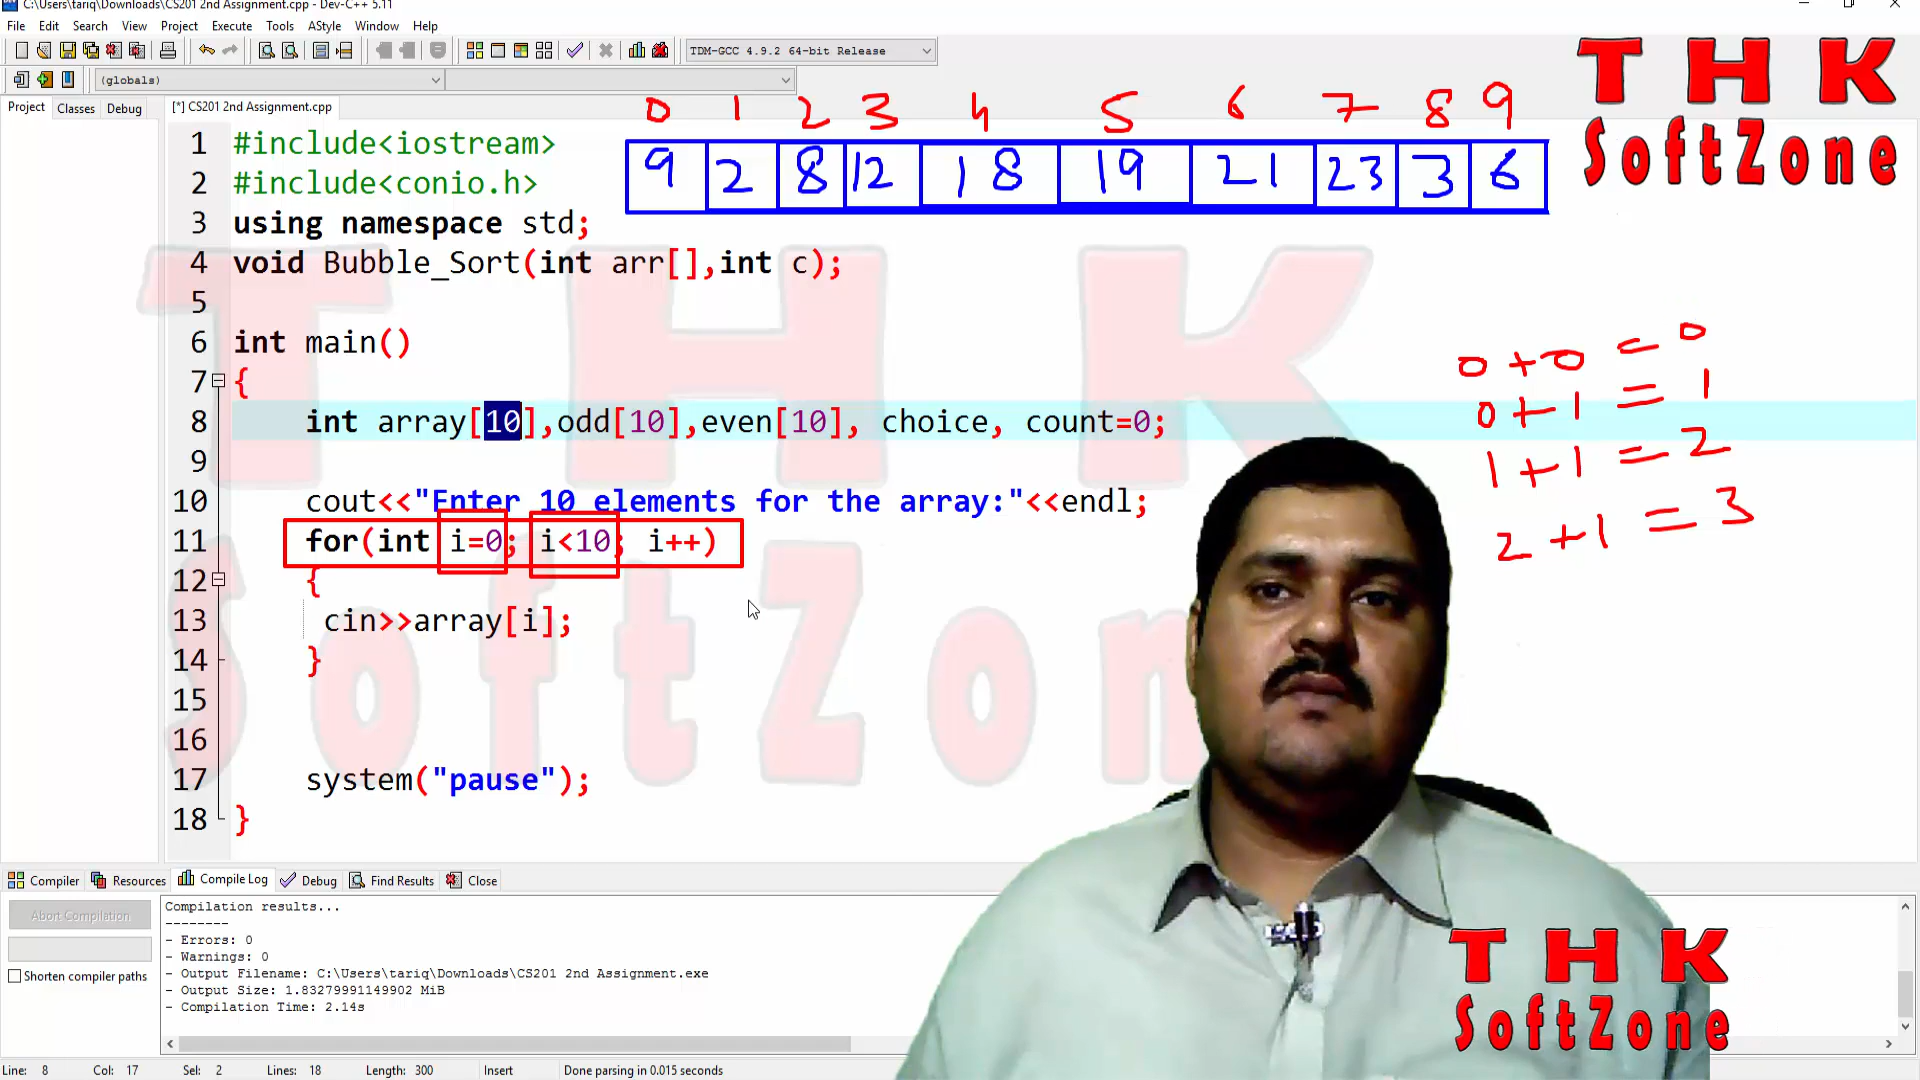 C:\Users\tariq\Downloads\CS201 2nd Assignment.cpp - Dev-C++ 5.11
File Edit Search View Project Execute Tools AStyle Window Help
TDM-GCC 4.9.2 64-bit Release
(globals)
Project Classes Debug
[*] CS201 2nd Assignment.cpp
T H K
SoftZone
0 1 2 3 4 5 6 7 8 9
9 2 8 12 18 19 21 23 3 6
1 #include<iostream>
2 #include<conio.h>
3 using namespace std;
4 void Bubble_Sort(int arr[],int c);
5
6 int main()
7 {
8 int array[10],odd[10],even[10], choice, count=0;
9
10 cout<<"Enter 10 elements for the array:"<<endl;
11 for(int i=0; i<10; i++)
12 {
13 cin>>array[i];
14 }
15
16
17 system("pause");
18 }
0 + 0 = 0
0 + 1 = 1
1 + 1 = 2
2 + 1 = 3
T H K
SoftZone
Compiler Resources Compile Log Debug Find Results Close
Abort Compilation
Shorten compiler paths
Compilation results...
--------
- Errors: 0
- Warnings: 0
- Output Filename: C:\Users\tariq\Downloads\CS201 2nd Assignment.exe
- Output Size: 1.83279991149902 MiB
- Compilation Time: 2.14s
T H K
SoftZone
Line: 8 Col: 17 Sel: 2 Lines: 18 Length: 300 Insert Done parsing in 0.015 seconds